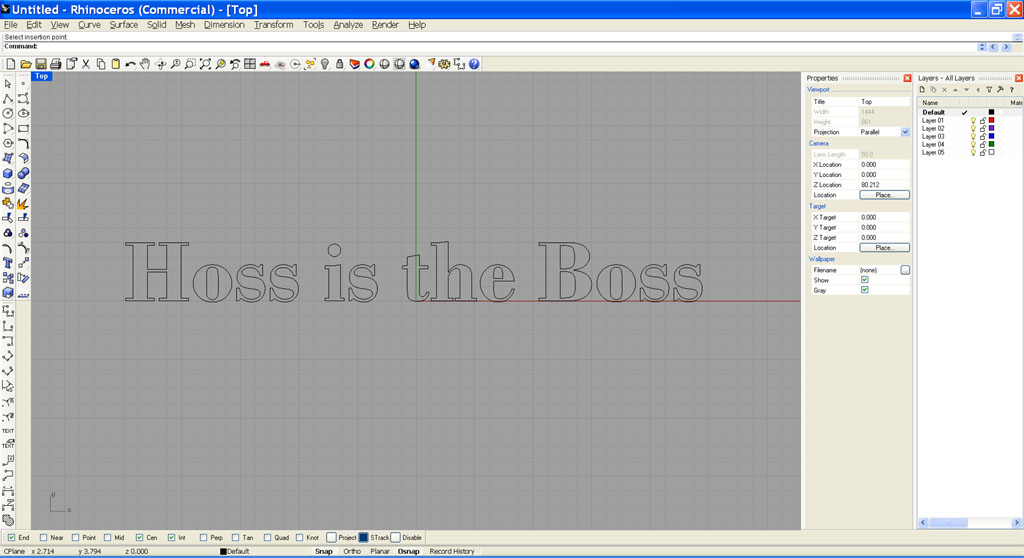 Untitled - Rhinoceros (Commercial) - [Top]
File Edit View Curve Surface Solid Mesh Dimension Transform Tools Analyze Render Help
Select insertion point:
Command:
Top
Hoss is the Boss
y
x
TEXT
TEXT
Properties
Viewport
Title Top
Width 1444
Height 861
Projection Parallel
Camera
Lens Length 50.0
X Location 0.000
Y Location 0.000
Z Location 80.212
Location Place...
Target
X Target 0.000
Y Target 0.000
Z Target 0.000
Location Place...
Wallpaper
Filename (none) ...
Show
Gray
Layers - All Layers
Name Mate
Default
Layer 01
Layer 02
Layer 03
Layer 04
Layer 05
End Near Point Mid Cen Int Perp Tan Quad Knot Project STrack Disable
CPlane x 2.714 y 3.794 z 0.000 Default Snap Ortho Planar Osnap Record History